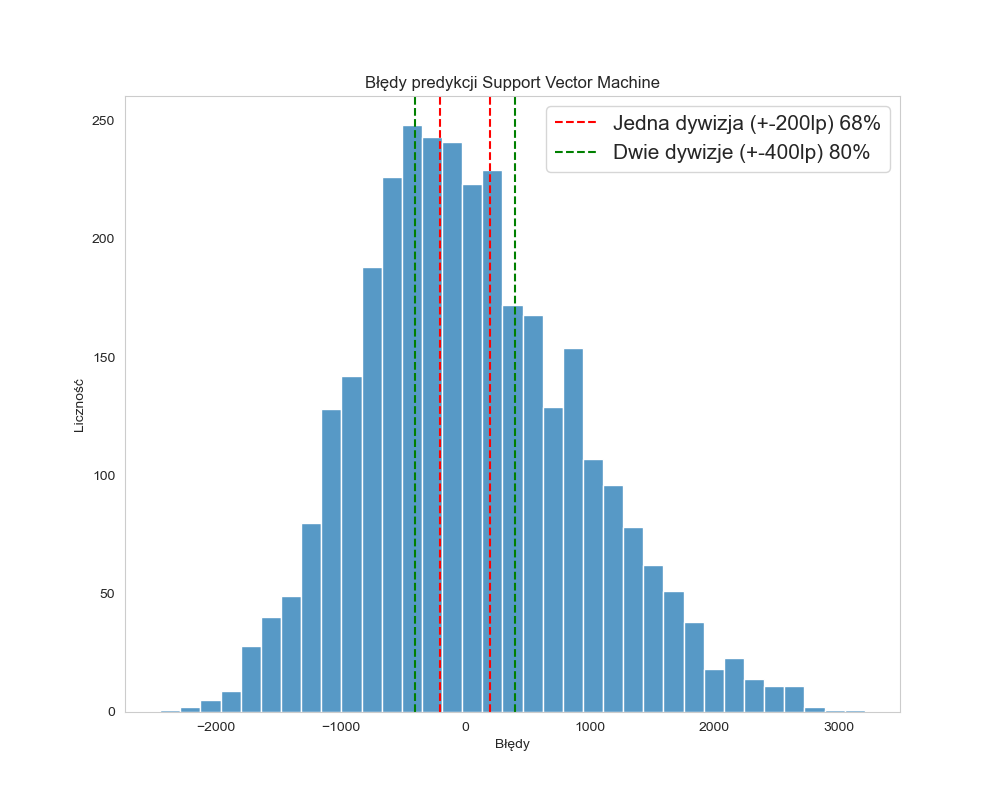 Błędy predykcji Support Vector Machine
Jedna dywizja (+-200lp) 68%
Dwie dywizje (+-400lp) 80%
250
200
150
100
50
0
Liczność
−2000
−1000
0
1000
2000
3000
Błędy